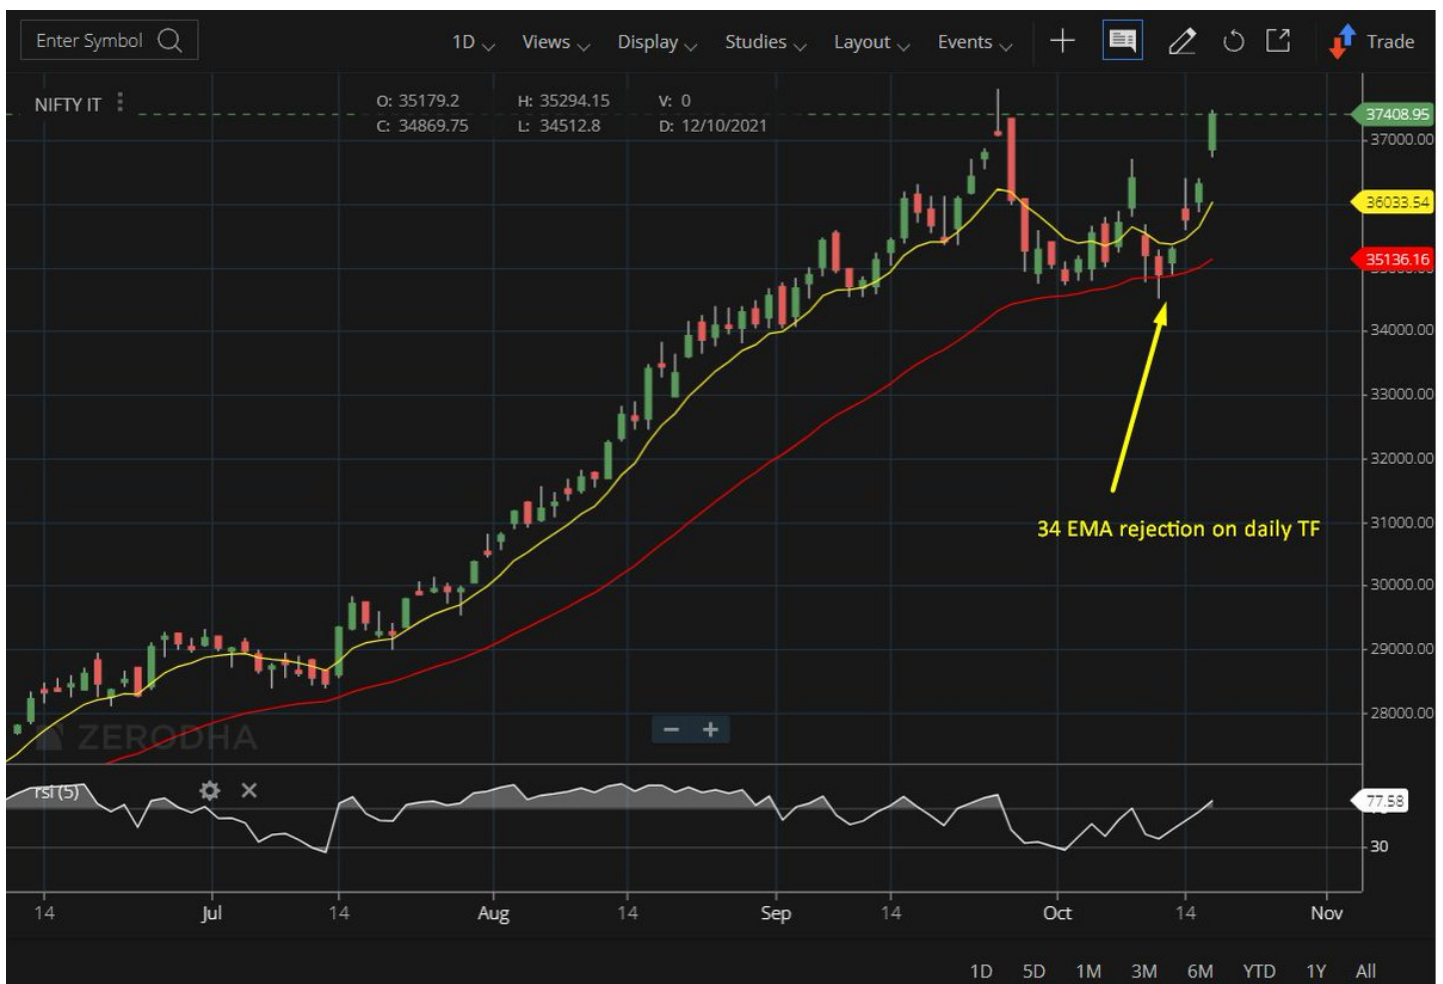 Enter Symbol 1D Views Display Studies Layout Events Trade
NIFTY IT
O: 35179.2 H: 35294.15 V: 0
C: 34869.75 L: 34512.8 D: 12/10/2021
37408.95
37000.00
36033.54
35136.16
34000.00
33000.00
32000.00
31000.00
34 EMA rejection on daily TF
30000.00
29000.00
28000.00
ZERODHA
rsi (5)
77.58
30
14 Jul 14 Aug 14 Sep 14 Oct 14 Nov
1D 5D 1M 3M 6M YTD 1Y All